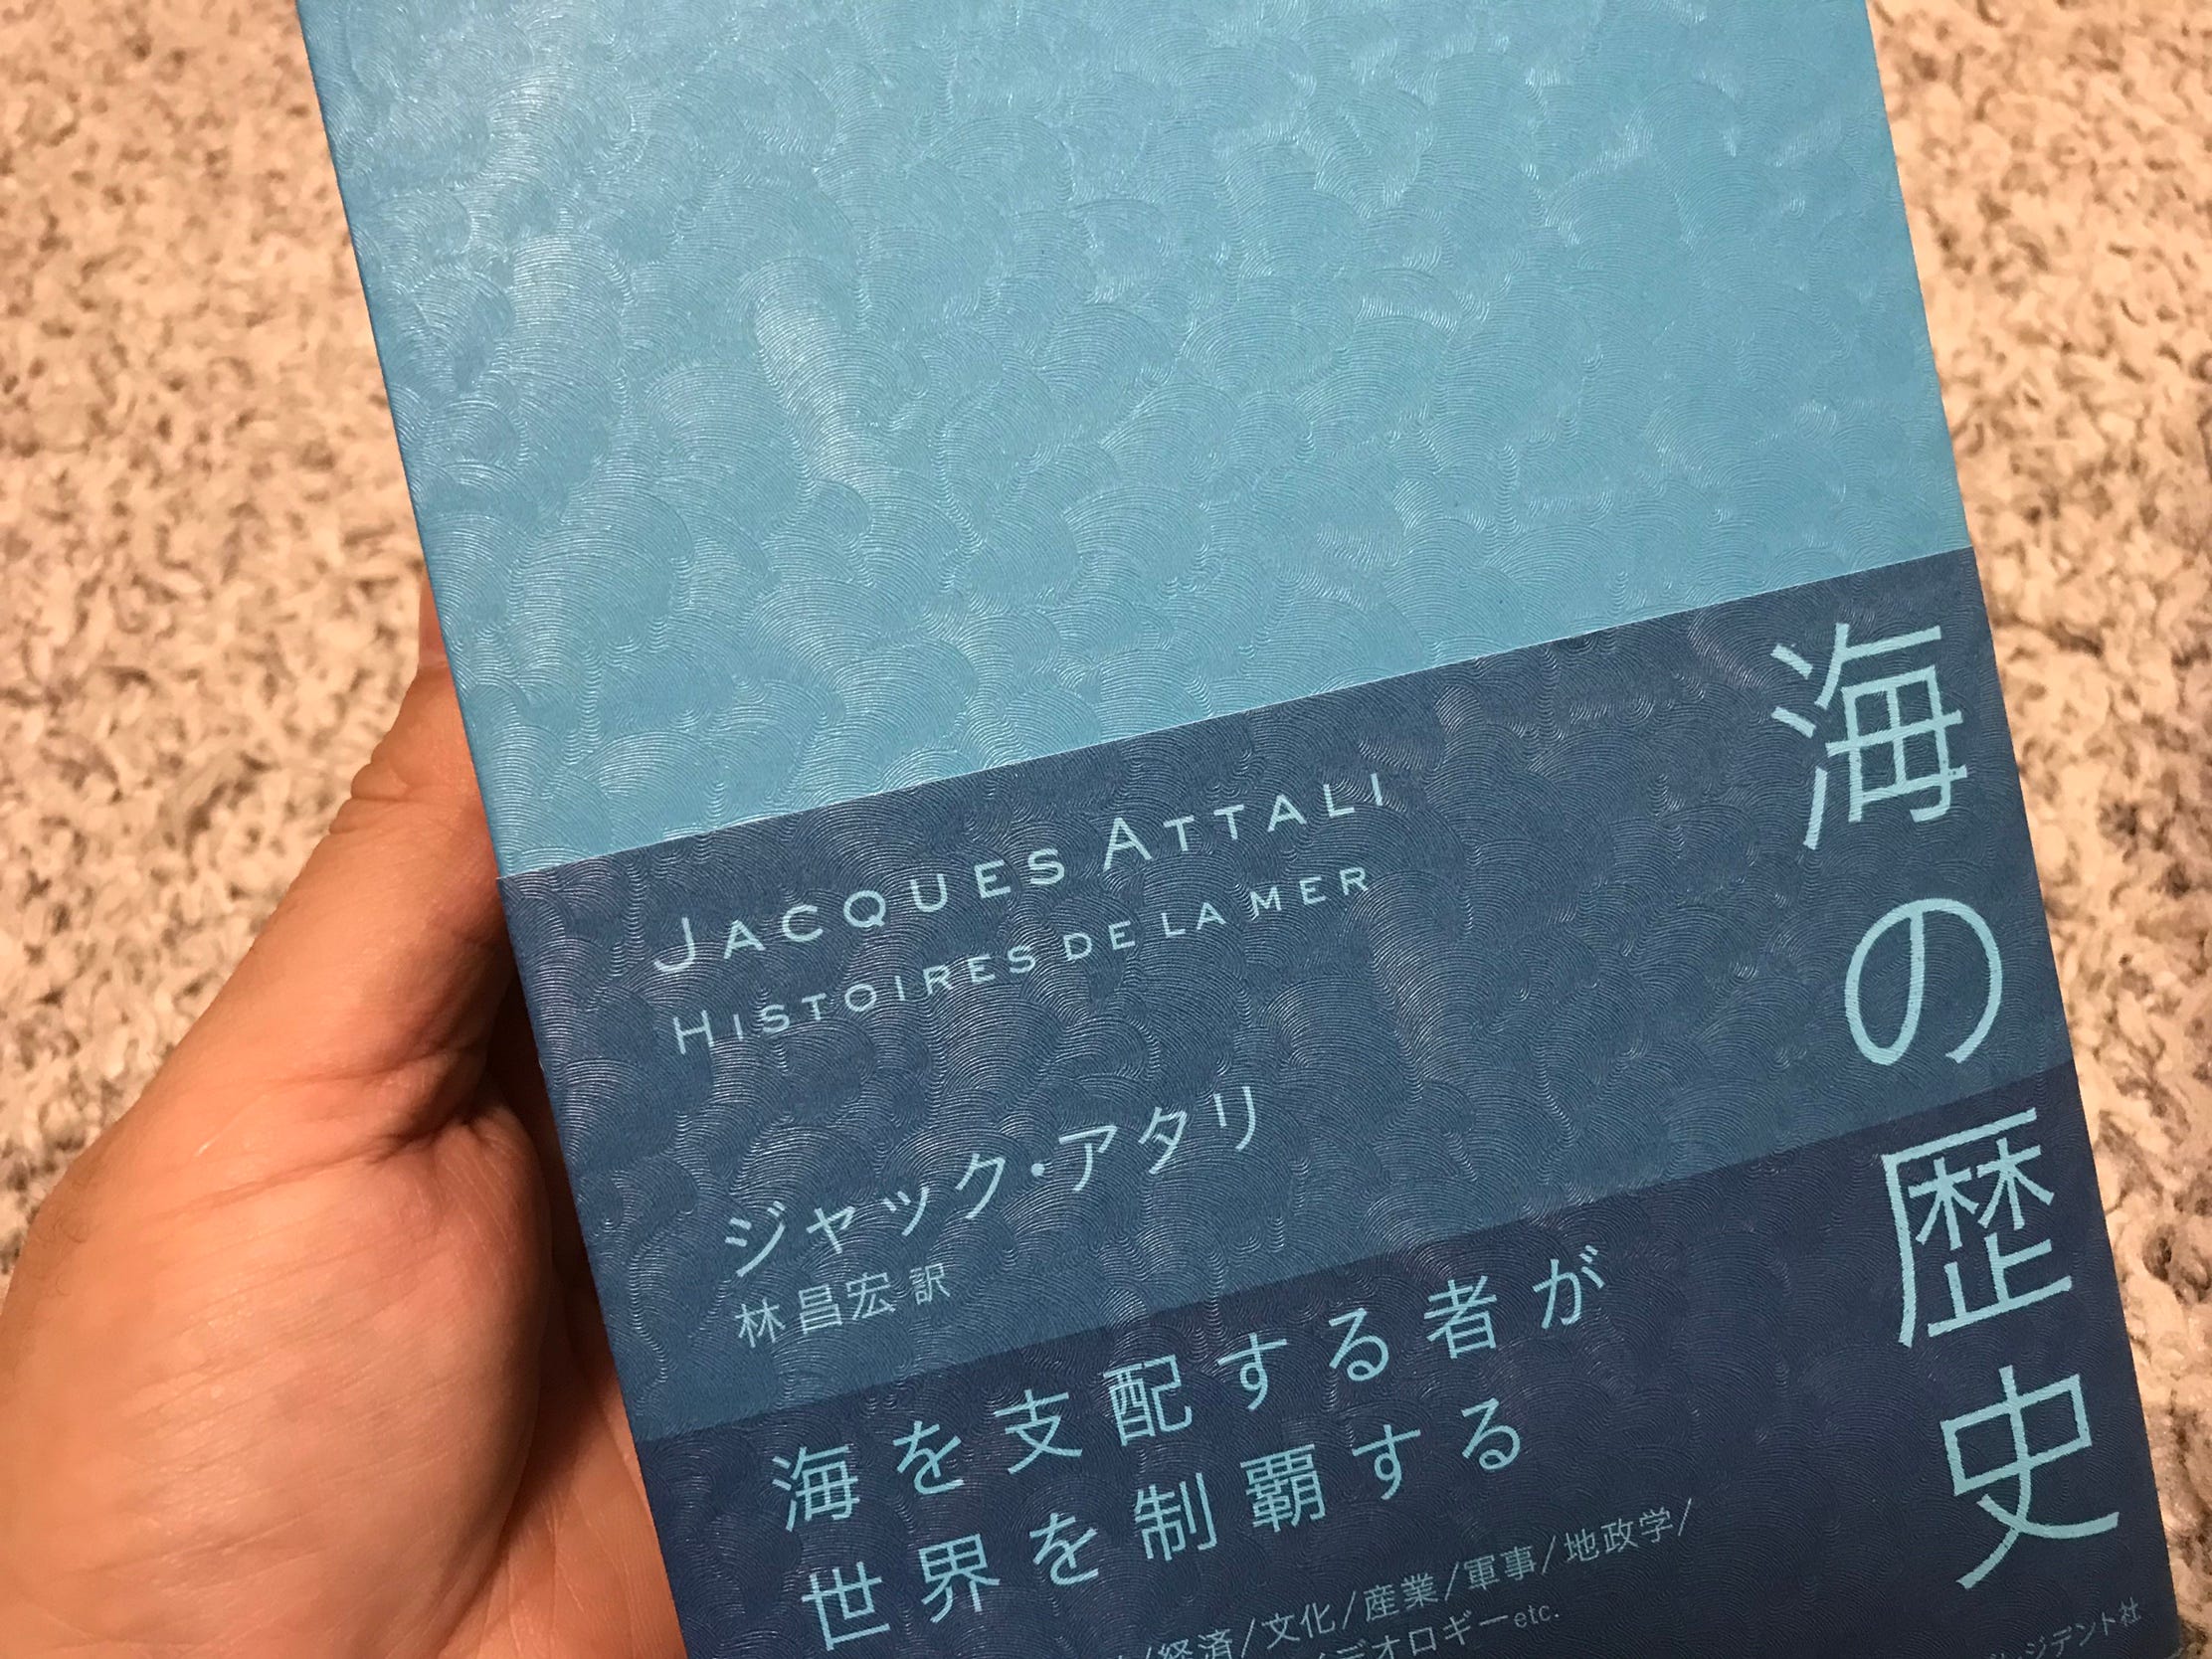 海の歴史
JACQUES ATTALI
HISTOIRES DE LA MER
ジャック・アタリ
林昌宏 訳
海を支配する者が
世界を制覇する
/経済/文化/産業/軍事/地政学/
デオロギーetc.
ジデント社